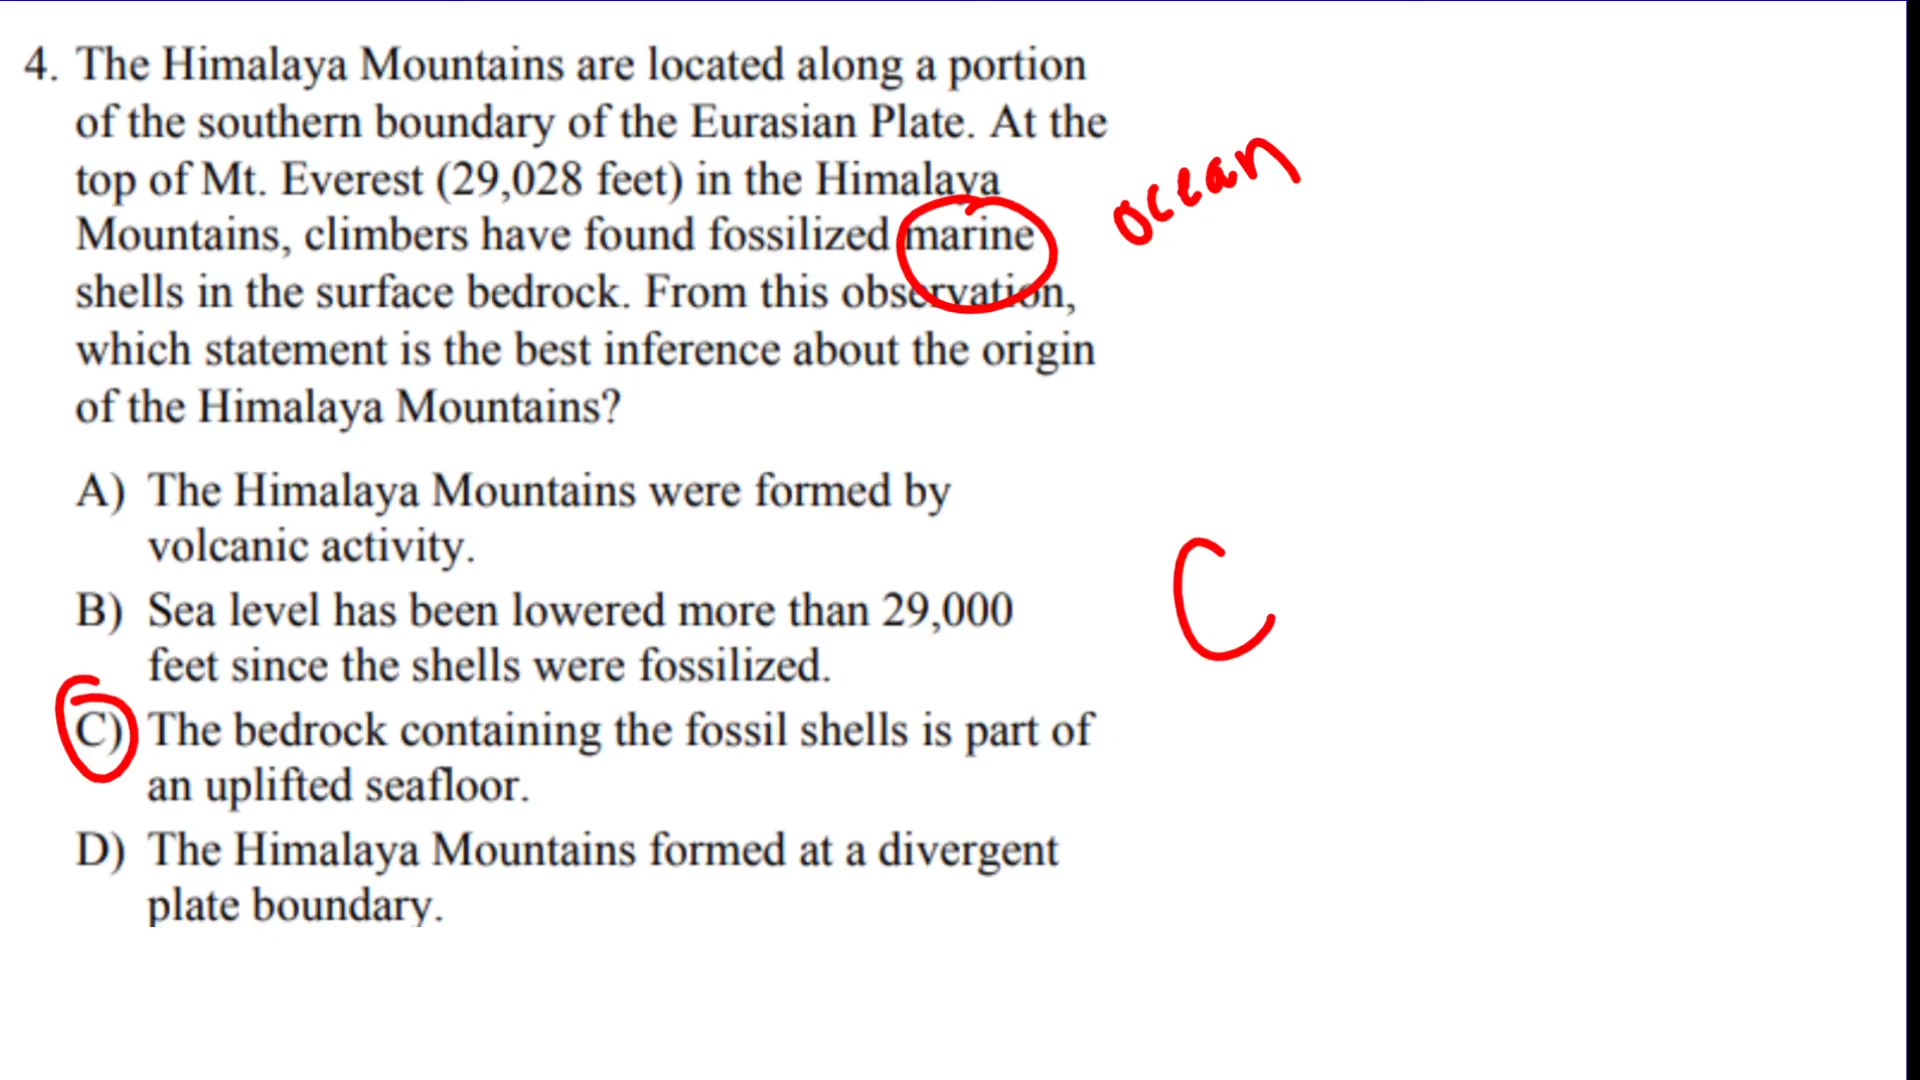 4. The Himalaya Mountains are located along a portion
of the southern boundary of the Eurasian Plate. At the
top of Mt. Everest (29,028 feet) in the Himalaya
Mountains, climbers have found fossilized marine
ocean
shells in the surface bedrock. From this observation,
which statement is the best inference about the origin
of the Himalaya Mountains?
A) The Himalaya Mountains were formed by
volcanic activity.
B) Sea level has been lowered more than 29,000
feet since the shells were fossilized.
C
C) The bedrock containing the fossil shells is part of
an uplifted seafloor.
D) The Himalaya Mountains formed at a divergent
plate boundary.